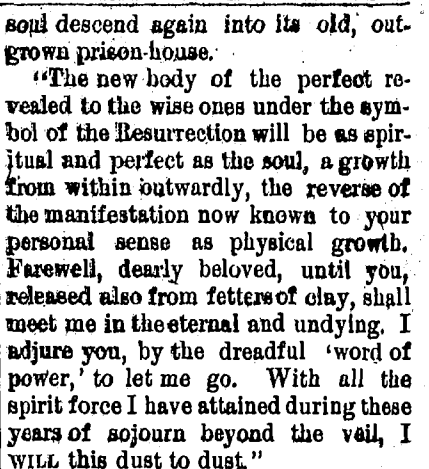 soul descend again into its old, out-
grown prison-house.
"The new body of the perfect re-
vealed to the wise ones under the sym-
bol of the Resurrection will be as spir-
itual and perfect as the soul, a growth
from within outwardly, the reverse of
the manifestation now known to your
personal sense as physical growth.
Farewell, dearly beloved, until you,
released also from fetters of clay, shall
meet me in the eternal and undying. I
adjure you, by the dreadful 'word of
power,' to let me go. With all the
spirit force I have attained during these
years of sojourn beyond the veil, I
WILL this dust to dust."